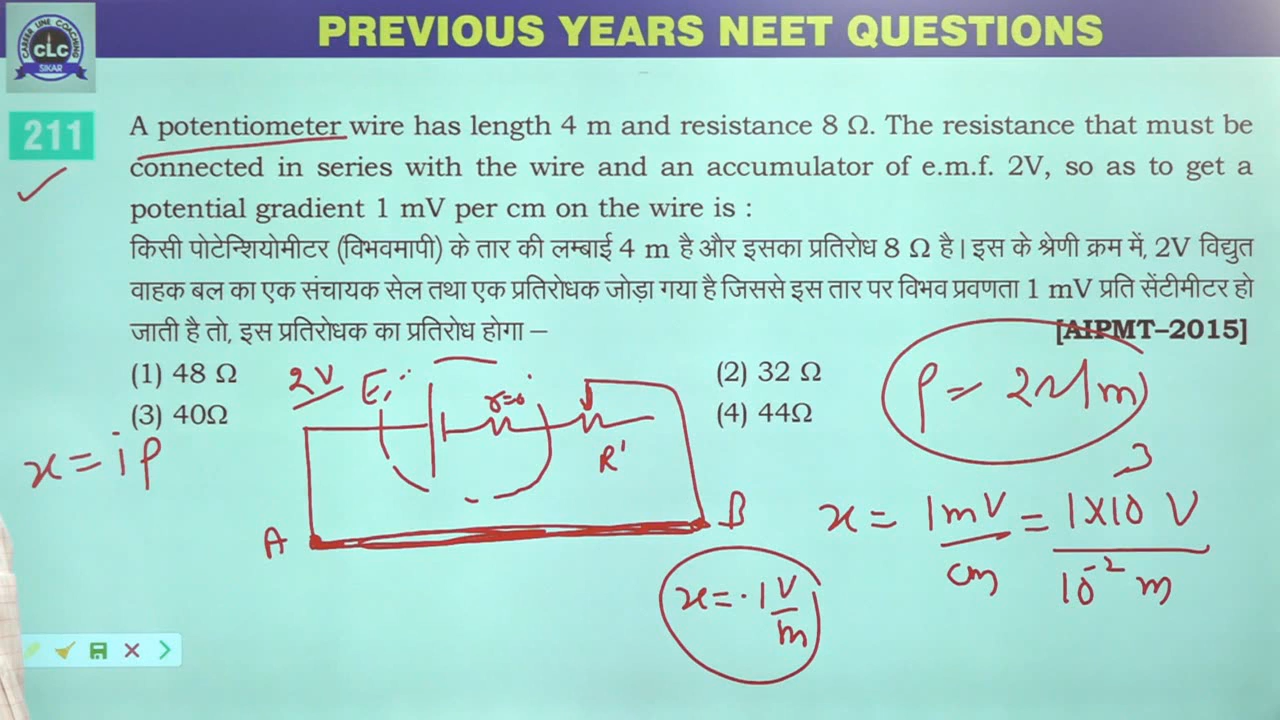 CAREER LINE COACHING
CLC
SIKAR
PREVIOUS YEARS NEET QUESTIONS
211
A potentiometer wire has length 4 m and resistance 8 Ω. The resistance that must be
connected in series with the wire and an accumulator of e.m.f. 2V, so as to get a
potential gradient 1 mV per cm on the wire is :
किसी पोटेन्शियोमीटर (विभवमापी) के तार की लम्बाई 4 m है और इसका प्रतिरोध 8 Ω है। इस के श्रेणी क्रम में, 2V विद्युत
वाहक बल का एक संचायक सेल तथा एक प्रतिरोधक जोड़ा गया है जिससे इस तार पर विभव प्रवणता 1 mV प्रति सेंटीमीटर हो
जाती है तो, इस प्रतिरोधक का प्रतिरोध होगा –
[AIPMT–2015]
(1) 48 Ω
(2) 32 Ω
(3) 40Ω
(4) 44Ω
2V
E
r=0
R'
A
B
x = iρ
ρ = 2Ω/m
x = 1mV/cm = 1×10⁻³ V/10⁻² m
x = .1 V/m